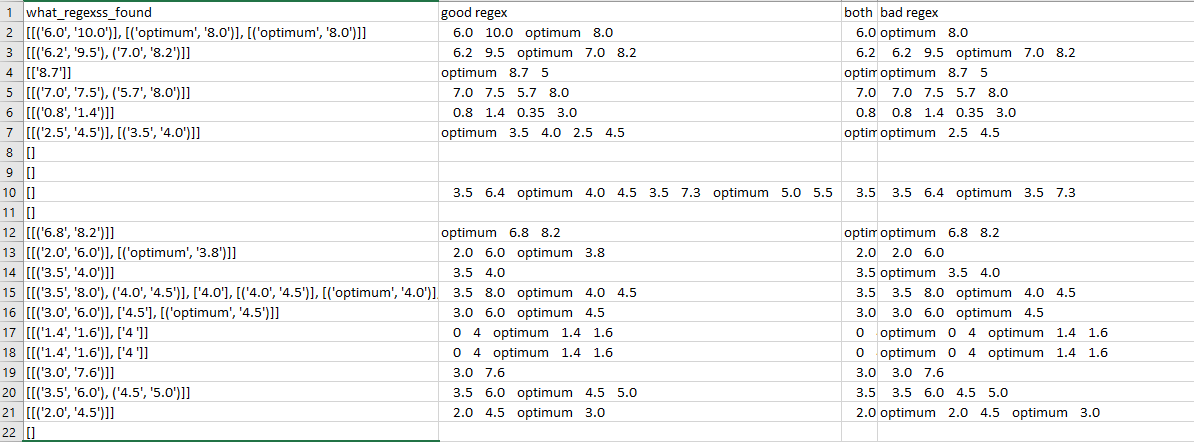 1 what_regexss_found good regex both bad regex
2 [[('6.0', '10.0')], [('optimum', '8.0')], [('optimum', '8.0')]] 6.0 10.0 optimum 8.0 6.0 optimum 8.0
3 [[('6.2', '9.5'), ('7.0', '8.2')]] 6.2 9.5 optimum 7.0 8.2 6.2 6.2 9.5 optimum 7.0 8.2
4 [['8.7']] optimum 8.7 5 optim optimum 8.7 5
5 [[('7.0', '7.5'), ('5.7', '8.0')]] 7.0 7.5 5.7 8.0 7.0 7.0 7.5 5.7 8.0
6 [[('0.8', '1.4')]] 0.8 1.4 0.35 3.0 0.8 0.8 1.4 0.35 3.0
7 [[('2.5', '4.5')], [('3.5', '4.0')]] optimum 3.5 4.0 2.5 4.5 optim optimum 2.5 4.5
8 []
9 []
10 [] 3.5 6.4 optimum 4.0 4.5 3.5 7.3 optimum 5.0 5.5 3.5 3.5 6.4 optimum 3.5 7.3
11 []
12 [[('6.8', '8.2')]] optimum 6.8 8.2 optim optimum 6.8 8.2
13 [[('2.0', '6.0')], [('optimum', '3.8')]] 2.0 6.0 optimum 3.8 2.0 2.0 6.0
14 [[('3.5', '4.0')]] 3.5 4.0 3.5 optimum 3.5 4.0
15 [[('3.5', '8.0'), ('4.0', '4.5')], ['4.0'], [('4.0', '4.5')], [('optimum', '4.0')] 3.5 8.0 optimum 4.0 4.5 3.5 3.5 8.0 optimum 4.0 4.5
16 [[('3.0', '6.0')], ['4.5'], [('optimum', '4.5')]] 3.0 6.0 optimum 4.5 3.0 3.0 6.0 optimum 4.5
17 [[('1.4', '1.6')], ['4 ']] 0 4 optimum 1.4 1.6 0 optimum 0 4 optimum 1.4 1.6
18 [[('1.4', '1.6')], ['4 ']] 0 4 optimum 1.4 1.6 0 optimum 0 4 optimum 1.4 1.6
19 [[('3.0', '7.6')]] 3.0 7.6 3.0 3.0 7.6
20 [[('3.5', '6.0'), ('4.5', '5.0')]] 3.5 6.0 optimum 4.5 5.0 3.5 3.5 6.0 4.5 5.0
21 [[('2.0', '4.5')]] 2.0 4.5 optimum 3.0 2.0 optimum 2.0 4.5 optimum 3.0
22 []